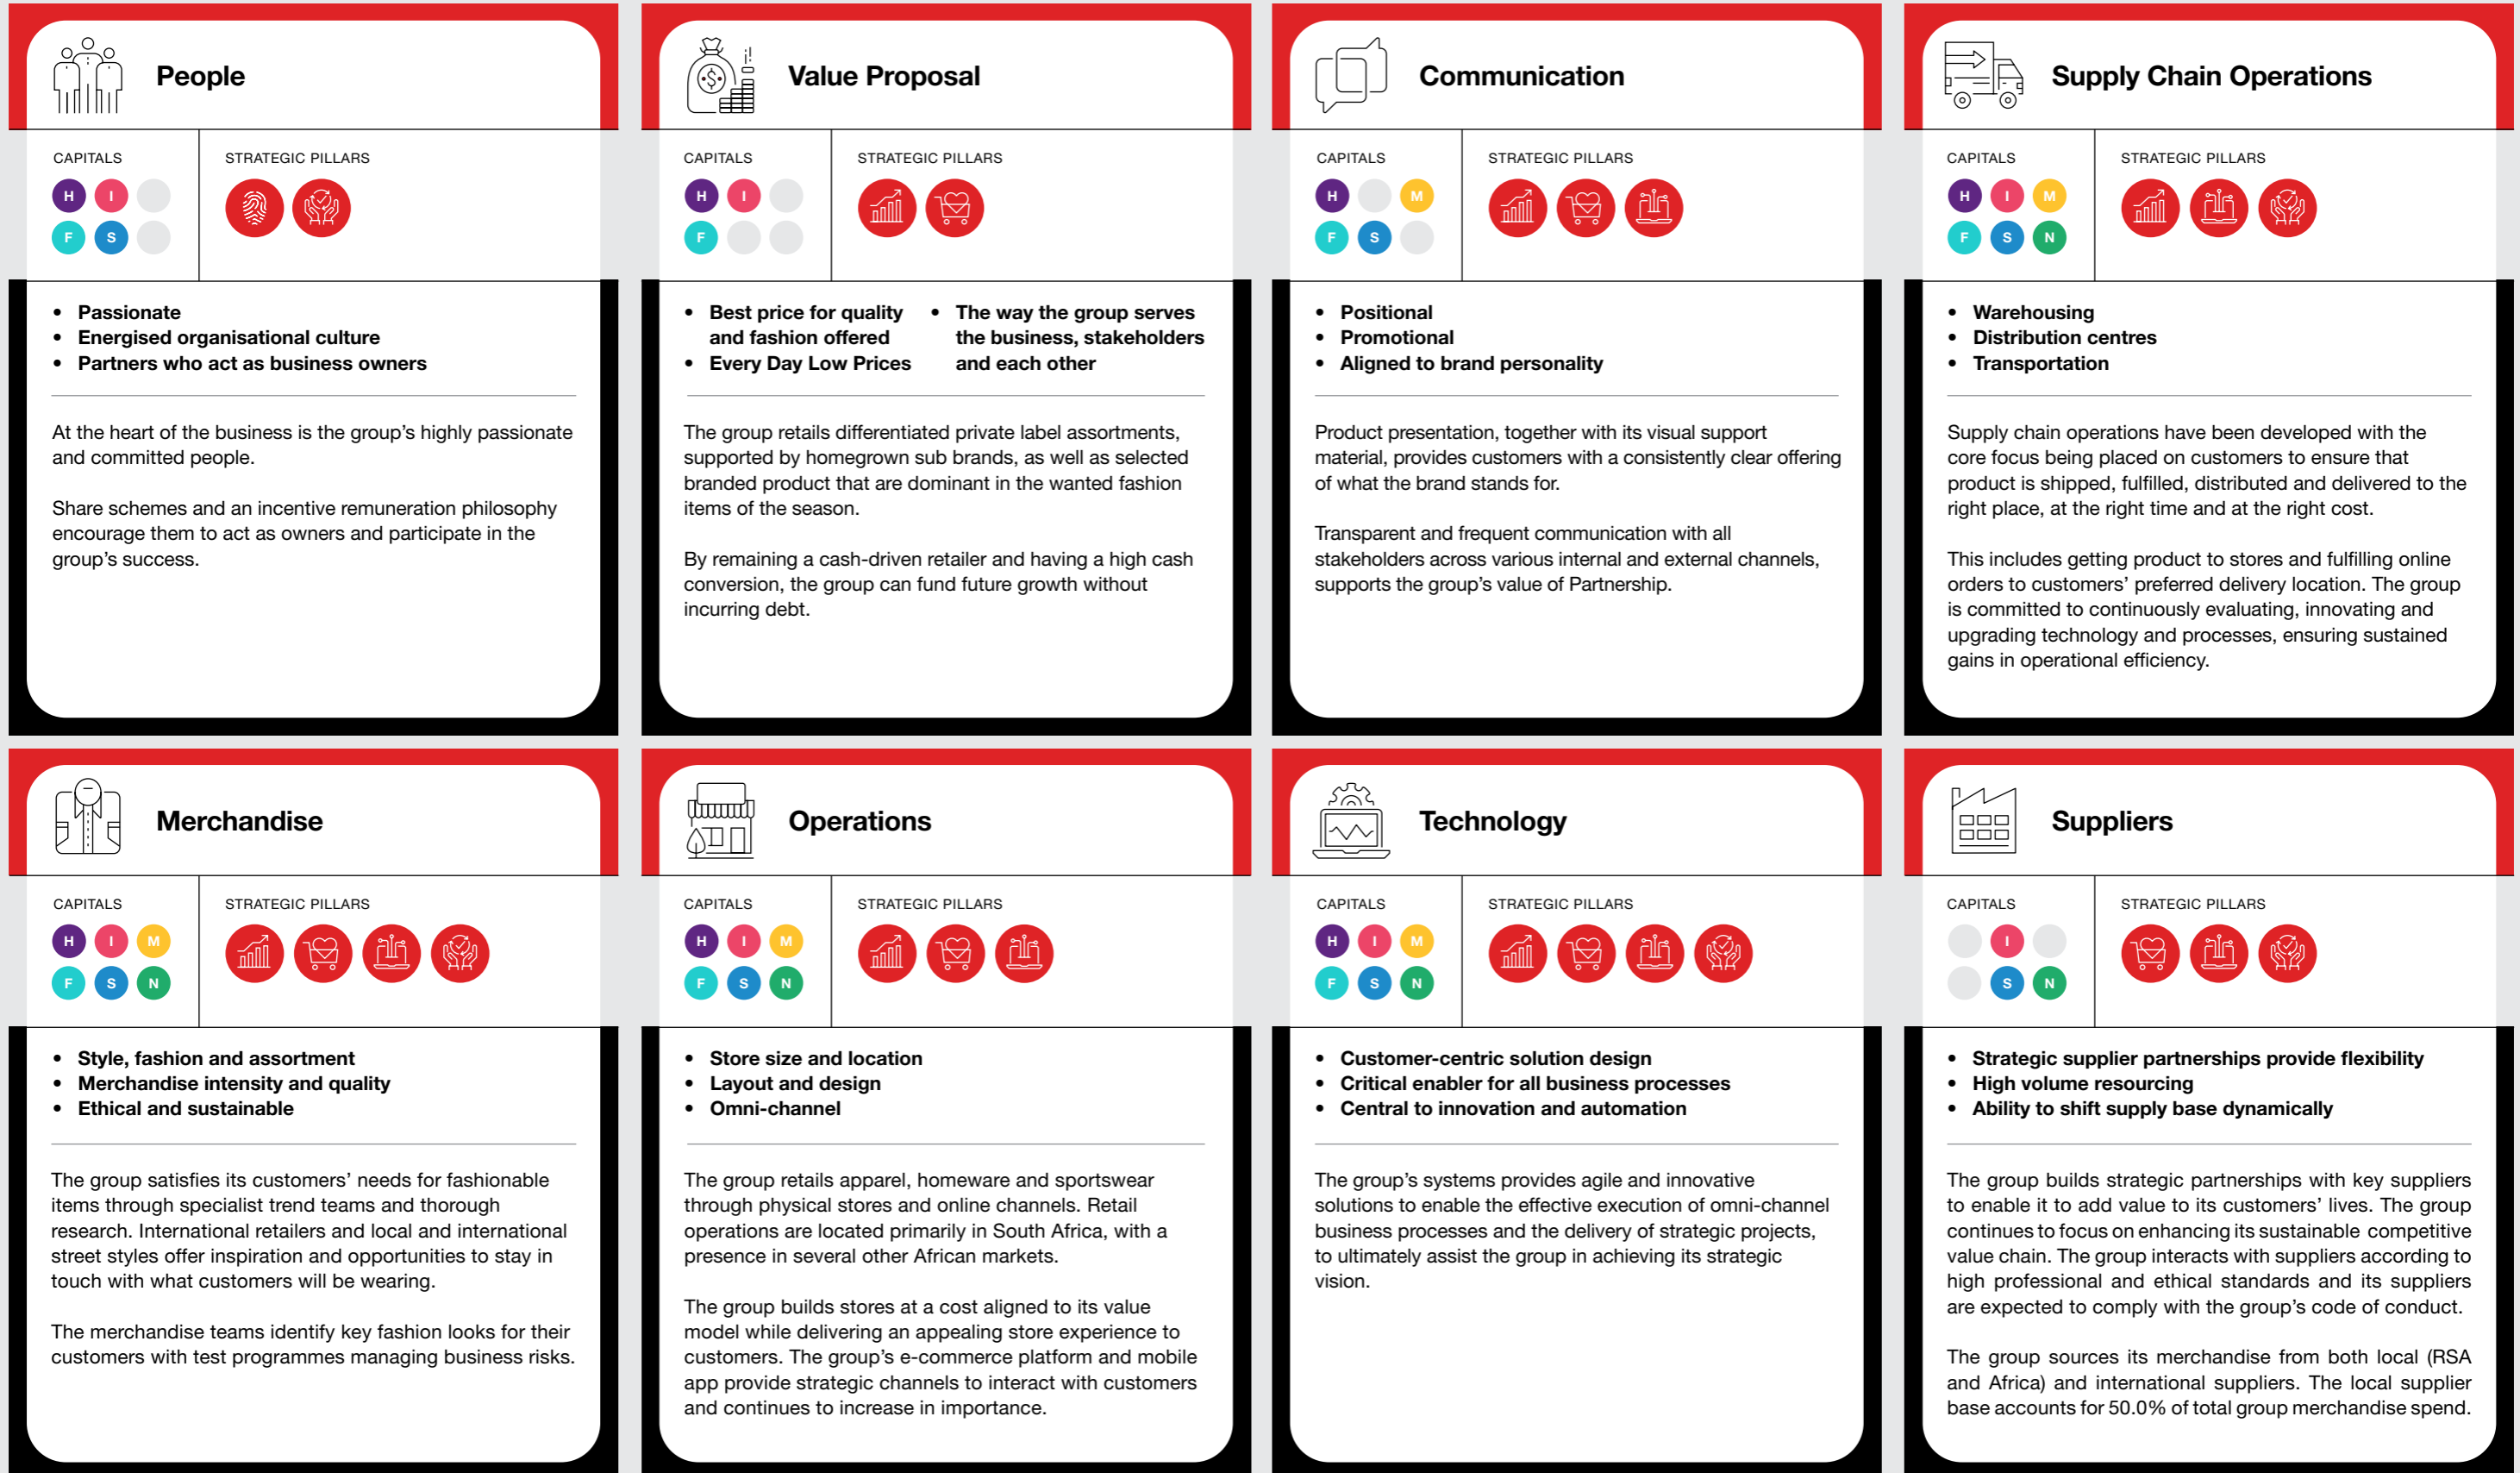 People
CAPITALS
STRATEGIC PILLARS
H I
F S
• Passionate
• Energised organisational culture
• Partners who act as business owners
At the heart of the business is the group’s highly passionate
and committed people.
Share schemes and an incentive remuneration philosophy
encourage them to act as owners and participate in the
group’s success.
Value Proposal
CAPITALS
STRATEGIC PILLARS
H I
F
• Best price for quality
and fashion offered
• Every Day Low Prices
• The way the group serves
the business, stakeholders
and each other
The group retails differentiated private label assortments,
supported by homegrown sub brands, as well as selected
branded product that are dominant in the wanted fashion
items of the season.
By remaining a cash-driven retailer and having a high cash
conversion, the group can fund future growth without
incurring debt.
Communication
CAPITALS
STRATEGIC PILLARS
H M
F S
• Positional
• Promotional
• Aligned to brand personality
Product presentation, together with its visual support
material, provides customers with a consistently clear offering
of what the brand stands for.
Transparent and frequent communication with all
stakeholders across various internal and external channels,
supports the group’s value of Partnership.
Supply Chain Operations
CAPITALS
STRATEGIC PILLARS
H I M
F S N
• Warehousing
• Distribution centres
• Transportation
Supply chain operations have been developed with the
core focus being placed on customers to ensure that
product is shipped, fulfilled, distributed and delivered to the
right place, at the right time and at the right cost.
This includes getting product to stores and fulfilling online
orders to customers’ preferred delivery location. The group
is committed to continuously evaluating, innovating and
upgrading technology and processes, ensuring sustained
gains in operational efficiency.
Merchandise
CAPITALS
STRATEGIC PILLARS
H I M
F S N
• Style, fashion and assortment
• Merchandise intensity and quality
• Ethical and sustainable
The group satisfies its customers’ needs for fashionable
items through specialist trend teams and thorough
research. International retailers and local and international
street styles offer inspiration and opportunities to stay in
touch with what customers will be wearing.
The merchandise teams identify key fashion looks for their
customers with test programmes managing business risks.
Operations
CAPITALS
STRATEGIC PILLARS
H I M
F S N
• Store size and location
• Layout and design
• Omni-channel
The group retails apparel, homeware and sportswear
through physical stores and online channels. Retail
operations are located primarily in South Africa, with a
presence in several other African markets.
The group builds stores at a cost aligned to its value
model while delivering an appealing store experience to
customers. The group’s e-commerce platform and mobile
app provide strategic channels to interact with customers
and continues to increase in importance.
Technology
CAPITALS
STRATEGIC PILLARS
H I M
F S N
• Customer-centric solution design
• Critical enabler for all business processes
• Central to innovation and automation
The group’s systems provides agile and innovative
solutions to enable the effective execution of omni-channel
business processes and the delivery of strategic projects,
to ultimately assist the group in achieving its strategic
vision.
Suppliers
CAPITALS
STRATEGIC PILLARS
I
S N
• Strategic supplier partnerships provide flexibility
• High volume resourcing
• Ability to shift supply base dynamically
The group builds strategic partnerships with key suppliers
to enable it to add value to its customers’ lives. The group
continues to focus on enhancing its sustainable competitive
value chain. The group interacts with suppliers according to
high professional and ethical standards and its suppliers
are expected to comply with the group’s code of conduct.
The group sources its merchandise from both local (RSA
and Africa) and international suppliers. The local supplier
base accounts for 50.0% of total group merchandise spend.